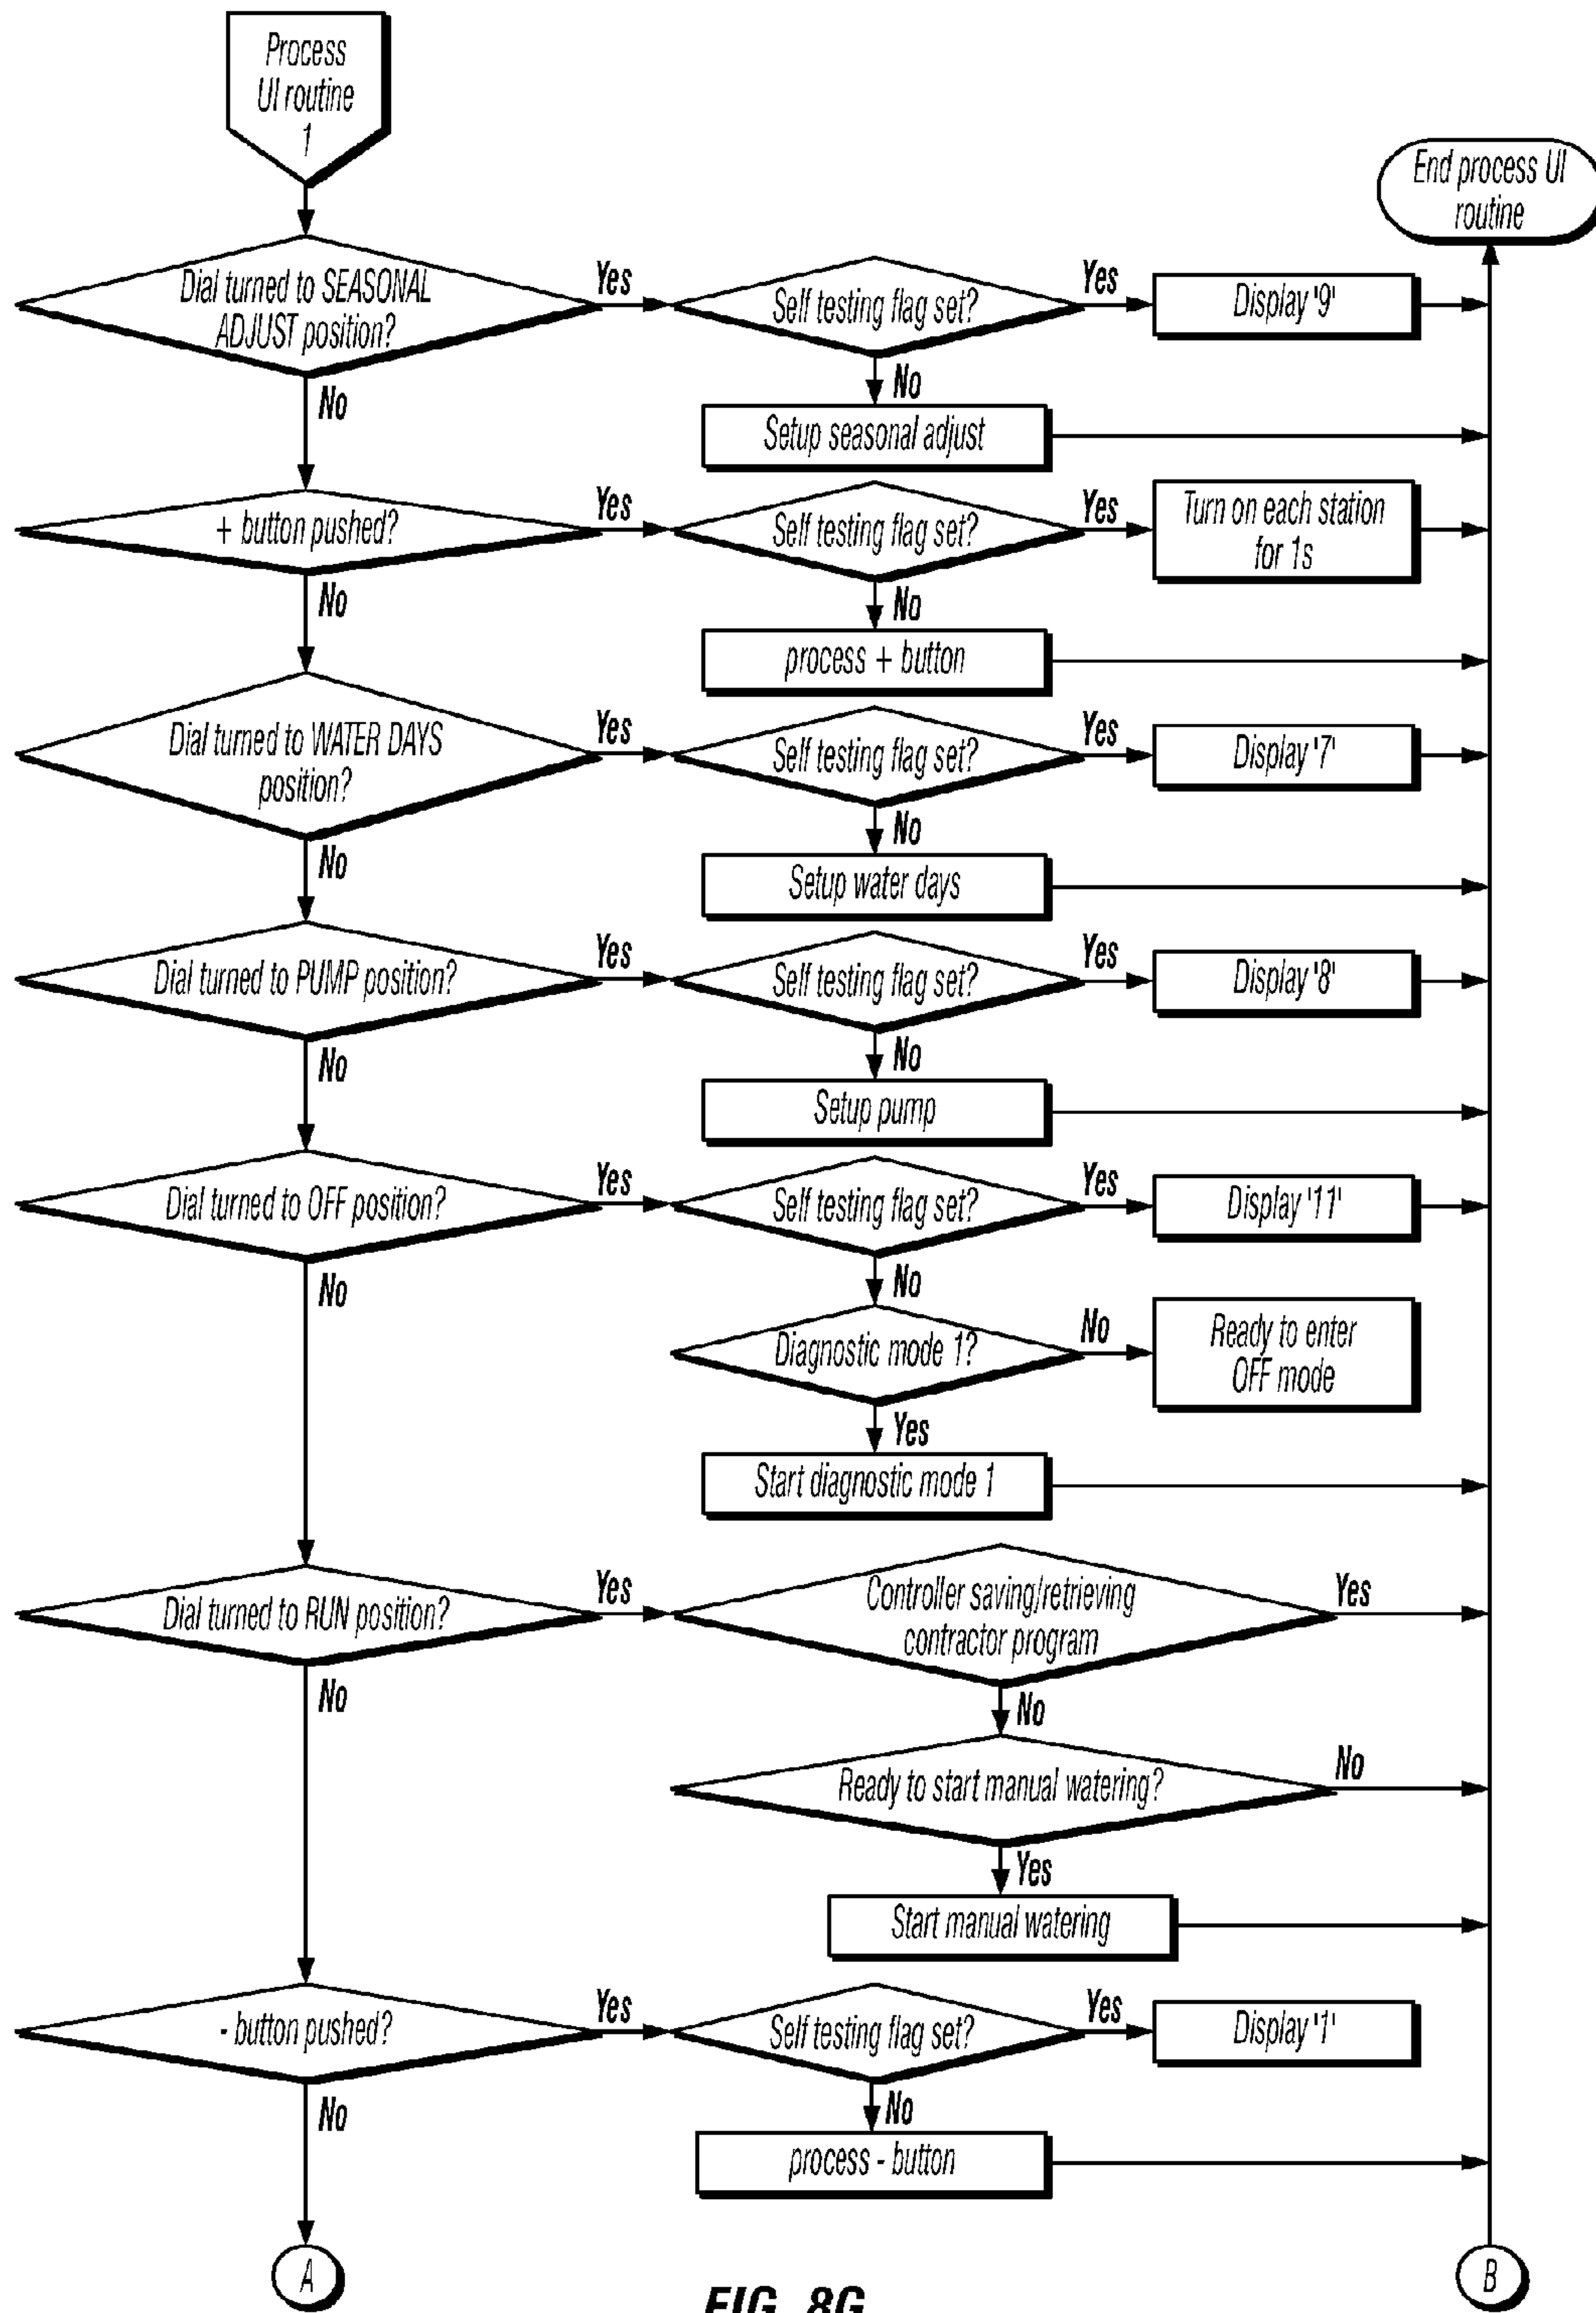 Process
UI routine
1
End process UI
routine
Dial turned to SEASONAL
ADJUST position?
Yes
Self testing flag set?
Yes
Display '9'
No
No
Setup seasonal adjust
+ button pushed?
Yes
Self testing flag set?
Yes
Turn on each station
for 1s
No
No
process + button
Dial turned to WATER DAYS
position?
Yes
Self testing flag set?
Yes
Display '7'
No
No
Setup water days
Dial turned to PUMP position?
Yes
Self testing flag set?
Yes
Display '8'
No
No
Setup pump
Dial turned to OFF position?
Yes
Self testing flag set?
Yes
Display '11'
No
No
Diagnostic mode 1?
No
Ready to enter
OFF mode
Yes
Start diagnostic mode 1
Dial turned to RUN position?
Yes
Controller saving/retrieving
contractor program
Yes
No
No
Ready to start manual watering?
No
Yes
Start manual watering
- button pushed?
Yes
Self testing flag set?
Yes
Display '1'
No
No
process - button
A
B
FIG. 8G